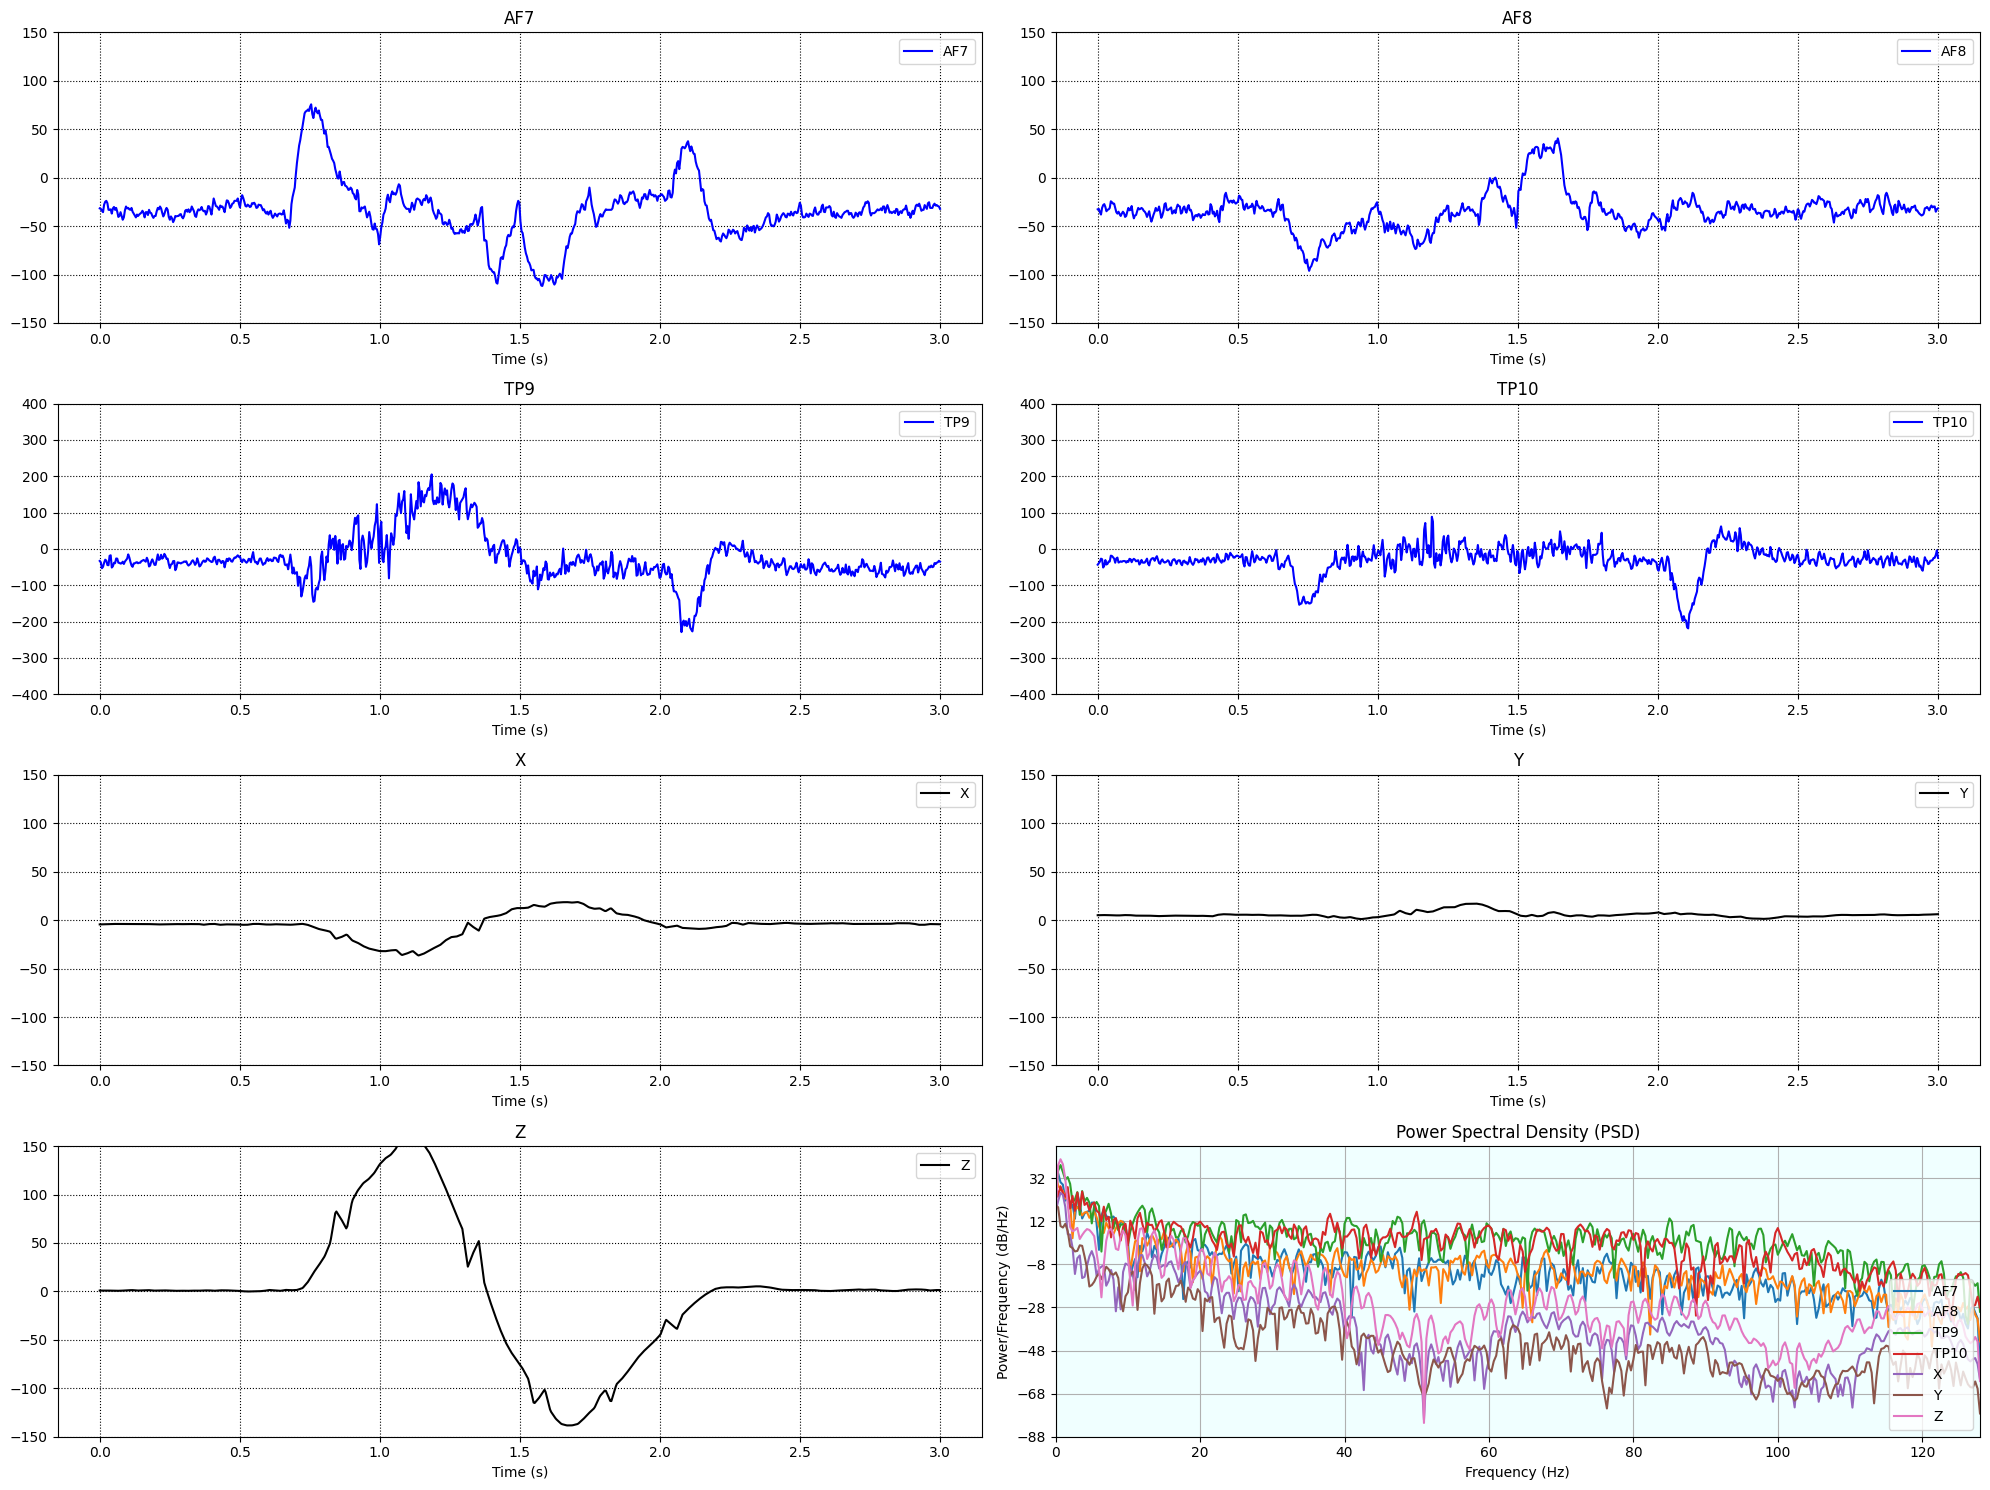 AF7
150
100
50
0
−50
−100
−150
0.0 0.5 1.0 1.5 2.0 2.5 3.0
Time (s)
AF7
AF8
150
100
50
0
−50
−100
−150
0.0 0.5 1.0 1.5 2.0 2.5 3.0
Time (s)
AF8
TP9
400
300
200
100
0
−100
−200
−300
−400
0.0 0.5 1.0 1.5 2.0 2.5 3.0
Time (s)
TP9
TP10
400
300
200
100
0
−100
−200
−300
−400
0.0 0.5 1.0 1.5 2.0 2.5 3.0
Time (s)
TP10
X
150
100
50
0
−50
−100
−150
0.0 0.5 1.0 1.5 2.0 2.5 3.0
Time (s)
X
Y
150
100
50
0
−50
−100
−150
0.0 0.5 1.0 1.5 2.0 2.5 3.0
Time (s)
Y
Z
150
100
50
0
−50
−100
−150
0.0 0.5 1.0 1.5 2.0 2.5 3.0
Time (s)
Z
Power Spectral Density (PSD)
Power/Frequency (dB/Hz)
32
12
−8
−28
−48
−68
−88
0 20 40 60 80 100 120
Frequency (Hz)
AF7
AF8
TP9
TP10
X
Y
Z